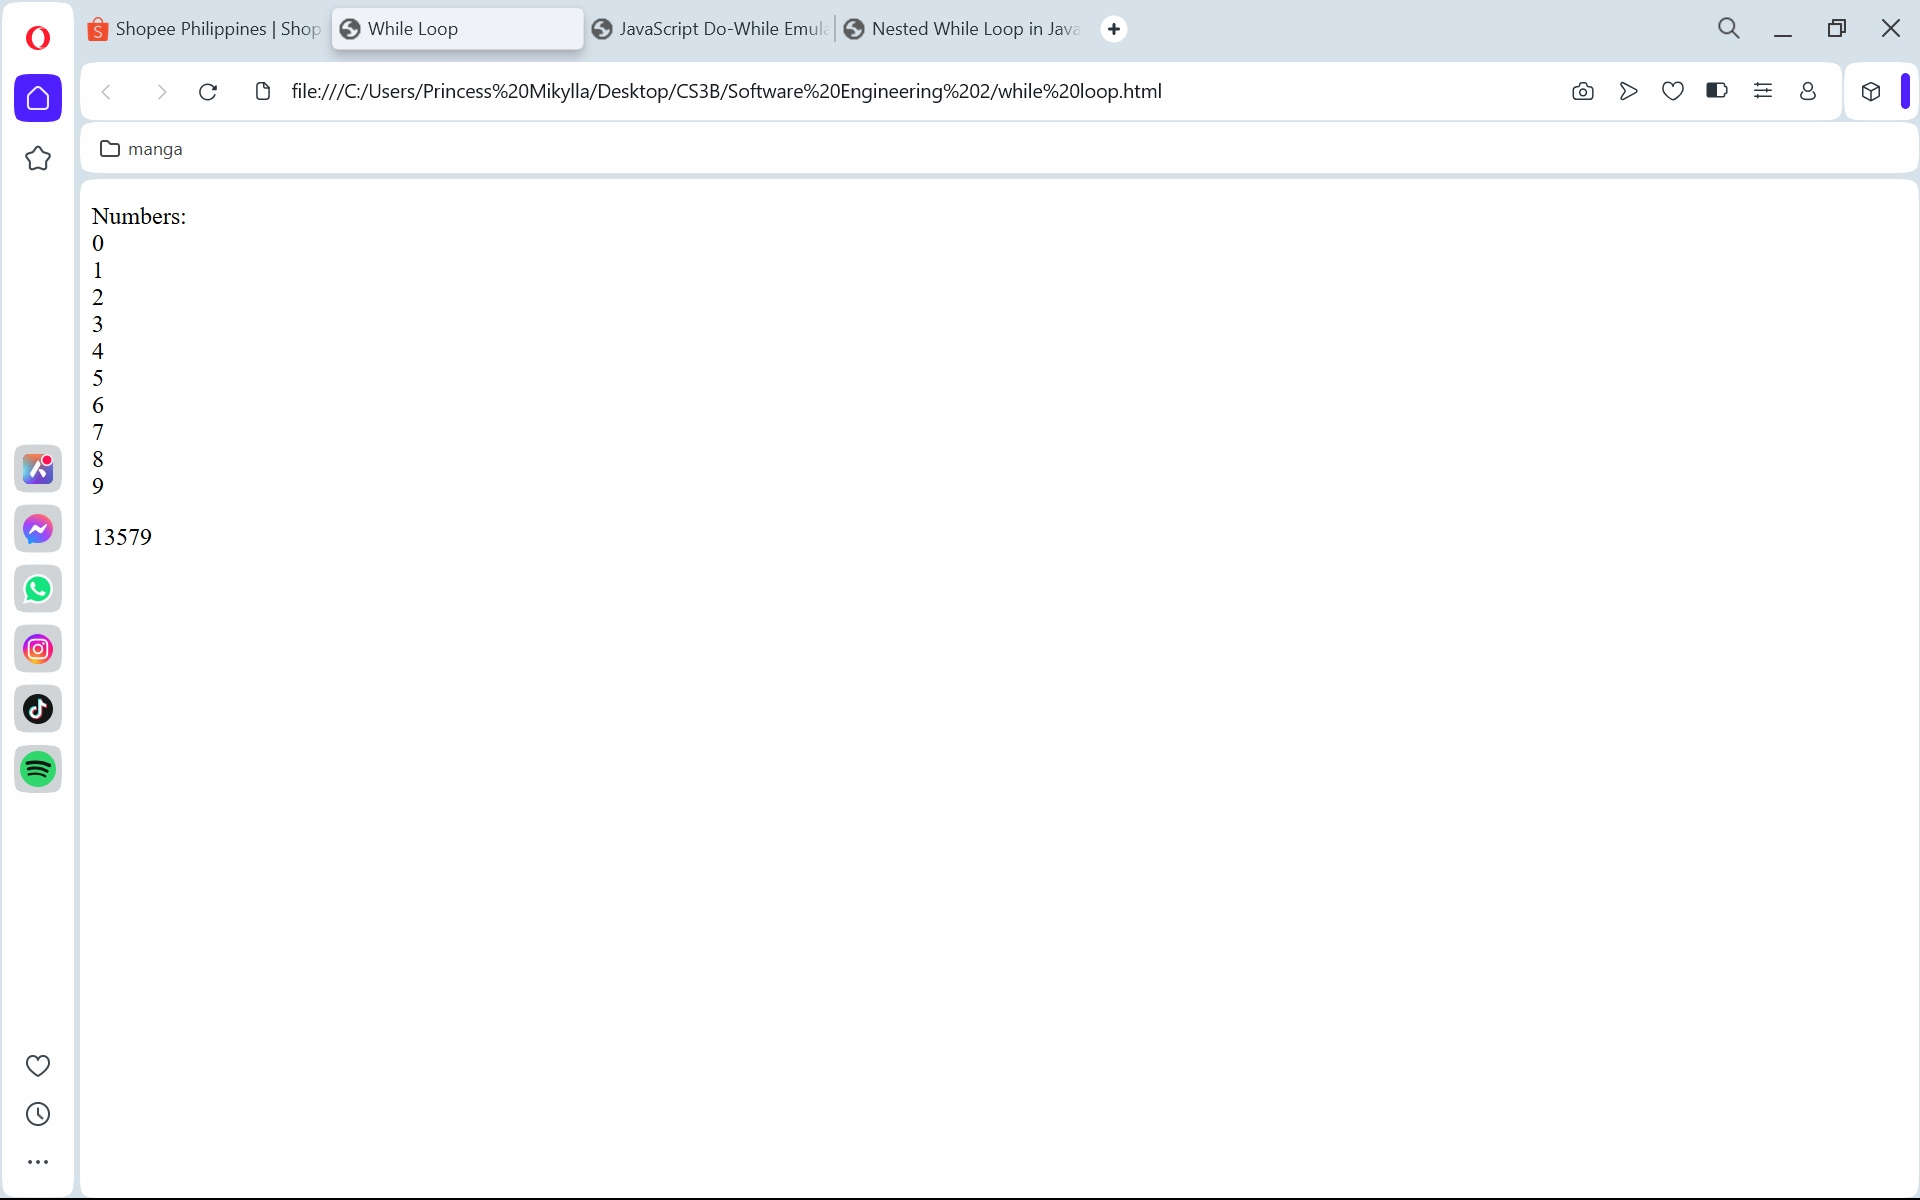 Shopee Philippines | Shop
While Loop
JavaScript Do-While Emula
Nested While Loop in Java
file:///C:/Users/Princess%20Mikylla/Desktop/CS3B/Software%20Engineering%202/while%20loop.html
manga
Numbers:
0
1
2
3
4
5
6
7
8
9
13579